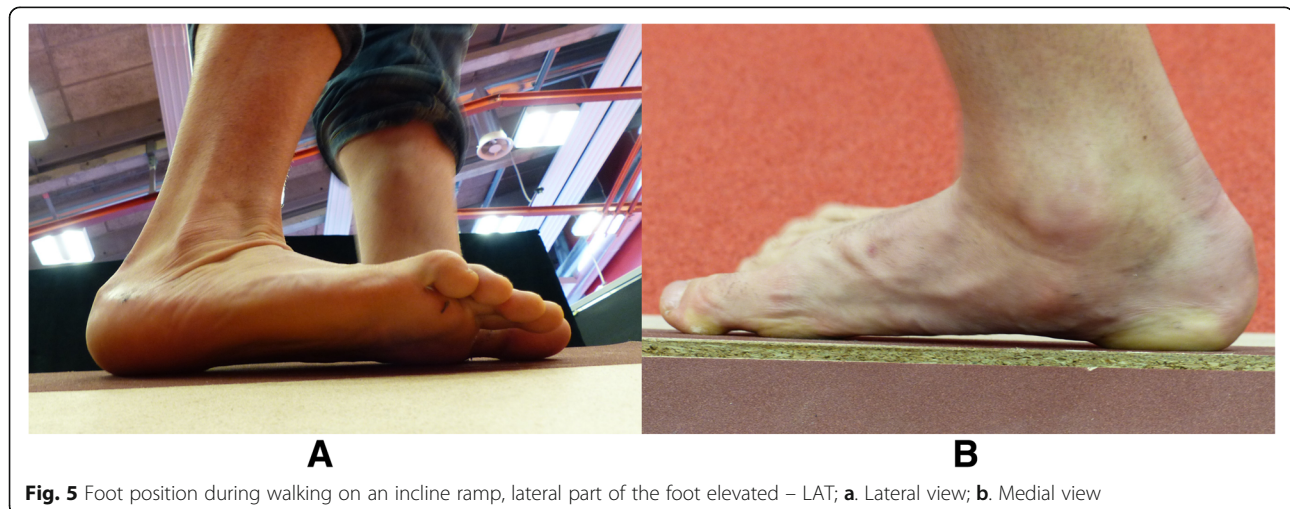 A
B
Fig. 5 Foot position during walking on an incline ramp, lateral part of the foot elevated – LAT; a. Lateral view; b. Medial view